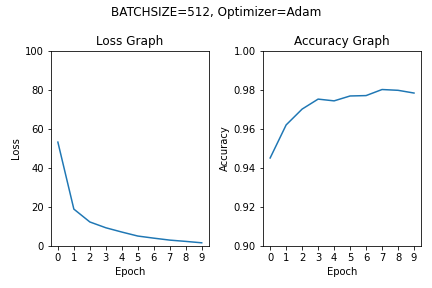 BATCHSIZE=512, Optimizer=Adam
Loss Graph
100
80
60
40
20
0
Loss
0 1 2 3 4 5 6 7 8 9
Epoch
Accuracy Graph
1.00
0.98
0.96
0.94
0.92
0.90
Accuracy
0 1 2 3 4 5 6 7 8 9
Epoch